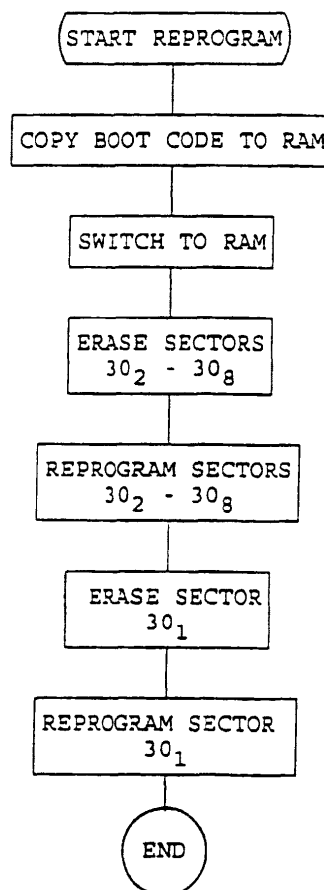 START REPROGRAM
COPY BOOT CODE TO RAM
SWITCH TO RAM
ERASE SECTORS
30₂ - 30₈
REPROGRAM SECTORS
30₂ - 30₈
ERASE SECTOR
30₁
REPROGRAM SECTOR
30₁
END